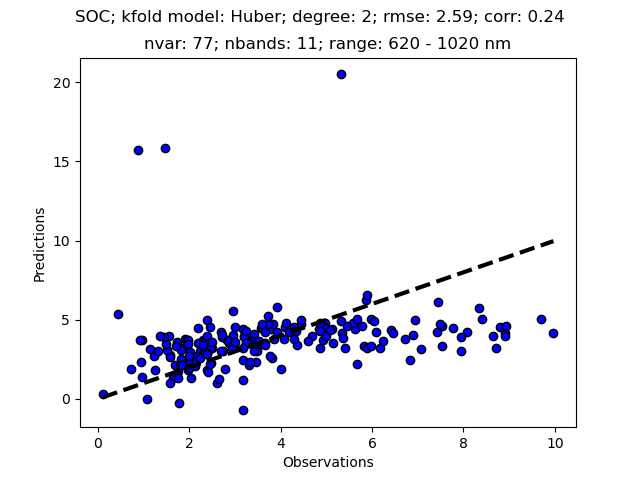 SOC; kfold model: Huber; degree: 2; rmse: 2.59; corr: 0.24
nvar: 77; nbands: 11; range: 620 - 1020 nm
20
15
10
5
0
Predictions
0 2 4 6 8 10
Observations